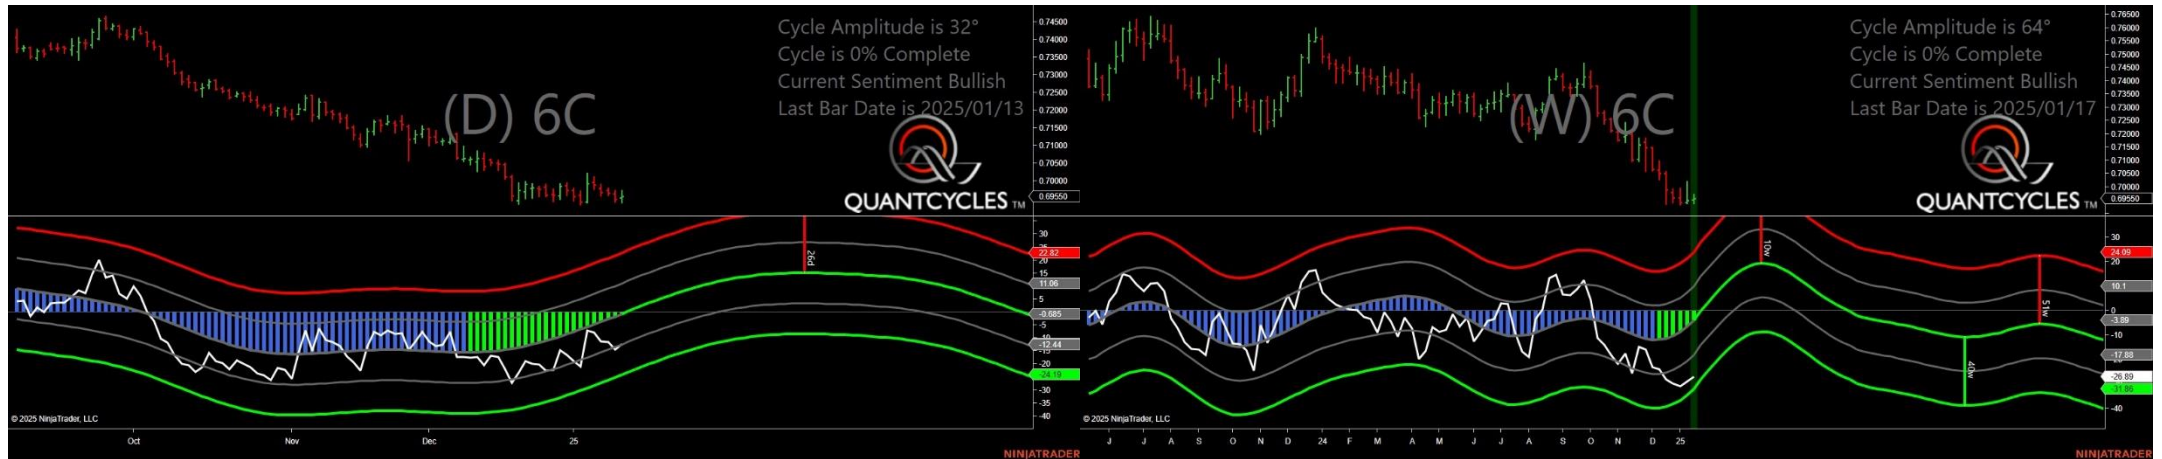 Cycle Amplitude is 32°
Cycle is 0% Complete
Current Sentiment Bullish
Last Bar Date is 2025/01/13
(D) 6C
QUANTCYCLES TM
0.74500
0.74000
0.73500
0.73000
0.72500
0.72000
0.71500
0.71000
0.70500
0.70000
0.69550
26d
30
22.82
20
15
11.06
5
-0.685
-5
-12.44
-20
-24.19
-30
-35
-40
© 2025 NinjaTrader, LLC
Oct Nov Dec 25
NINJATRADER
Cycle Amplitude is 64°
Cycle is 0% Complete
Current Sentiment Bullish
Last Bar Date is 2025/01/17
(W) 6C
QUANTCYCLES TM
0.76500
0.76000
0.75500
0.75000
0.74500
0.74000
0.73500
0.73000
0.72500
0.72000
0.71500
0.71000
0.70500
0.70000
0.69550
10w
51w
40w
30
24.09
20
10.1
0
-3.89
-10
-17.88
-26.89
-31.86
-40
© 2025 NinjaTrader, LLC
J J A S O N D 24 F M A M J J A S O N D 25
NINJATRADER